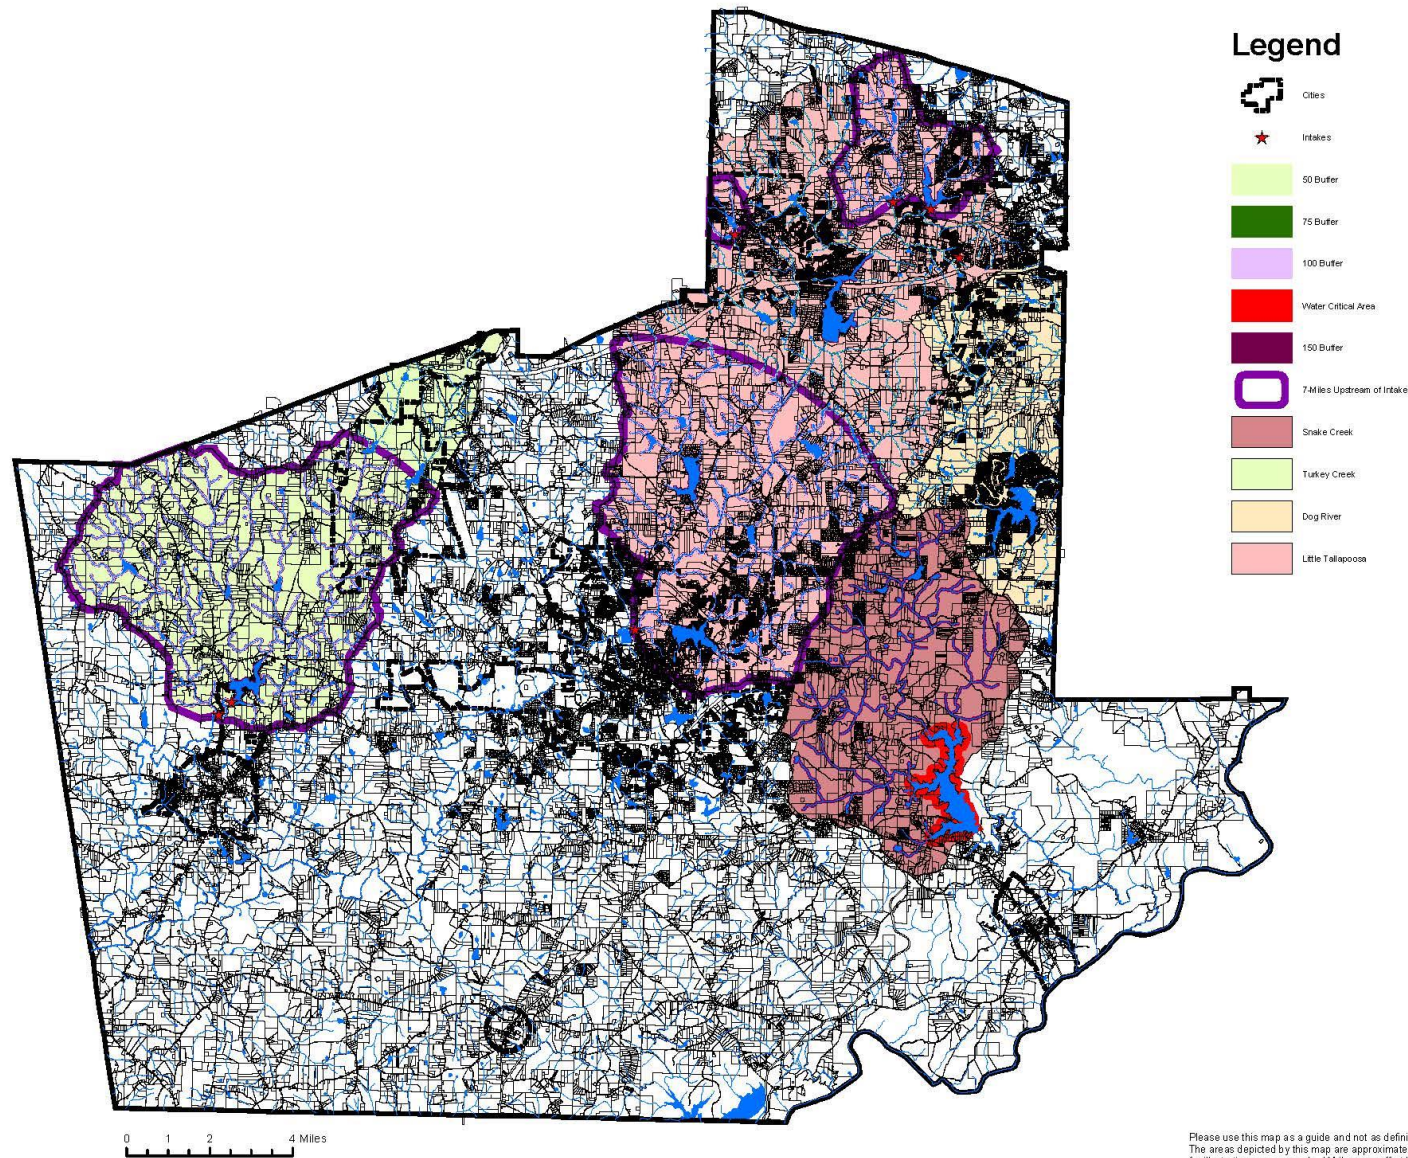 Legend
Cities
Intakes
50 Buffer
75 Buffer
100 Buffer
Water Critical Area
150 Buffer
7-Miles Upstream of Intake
Snake Creek
Turkey Creek
Dog River
Little Tallapoosa
0 1 2 4 Miles
Please use this map as a guide and not as defini
The areas depicted by this map are approximate